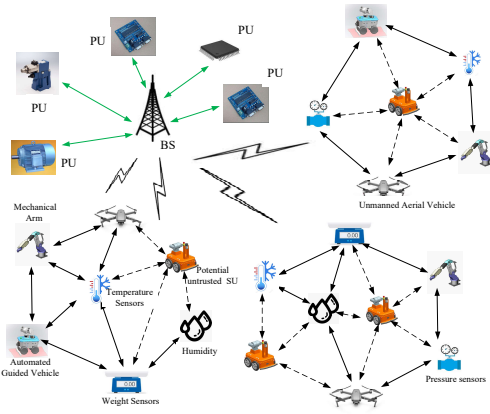 PU
PU
PU
PU
PU
BS
Unmanned Aerial Vehicle
Mechanical
Arm
Temperature
Sensors
Potential
untrusted SU
Automated
Guided Vehicle
Humidity
Weight Sensors
0.00
0.00
Pressure sensors